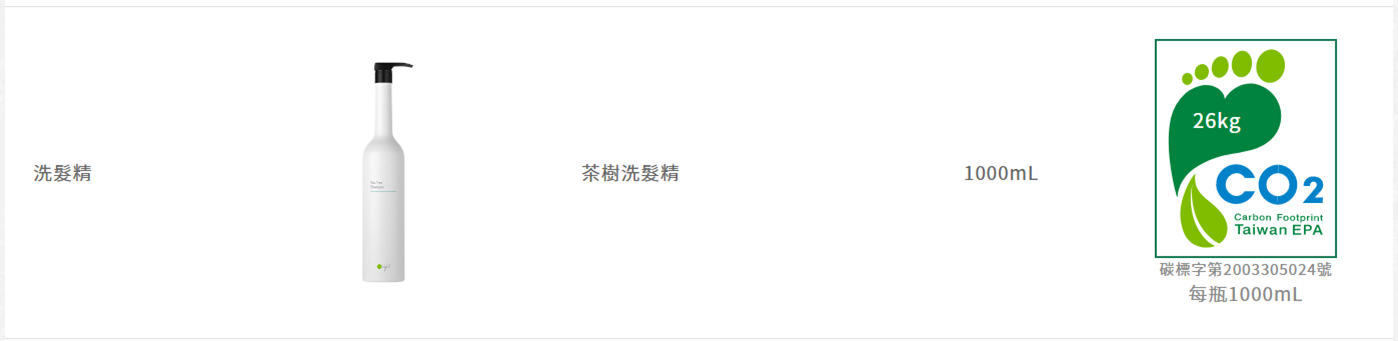 洗髮精
Tea Tree
Shampoo
茶樹洗髮精
1000mL
26kg
CO2
Carbon Footprint
Taiwan EPA
碳標字第2003305024號
每瓶1000mL